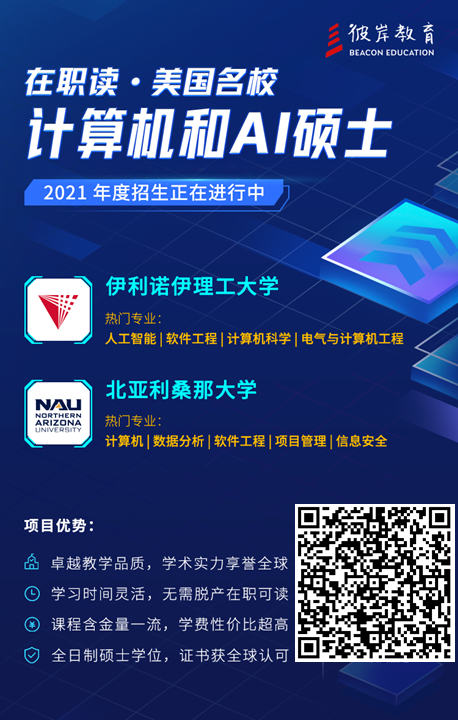 彼岸教育
BEACON EDUCATION
在职读·美国名校
计算机和AI硕士
2021 年度招生正在进行中
伊利诺伊理工大学
热门专业：
人工智能 | 软件工程 | 计算机科学 | 电气与计算机工程
北亚利桑那大学
NAU
NORTHERN
ARIZONA
UNIVERSITY
热门专业：
计算机 | 数据分析 | 软件工程 | 项目管理 | 信息安全
项目优势：
卓越教学品质，学术实力享誉全球
学习时间灵活，无需脱产在职可读
课程含金量一流，学费性价比超高
全日制硕士学位，证书获全球认可